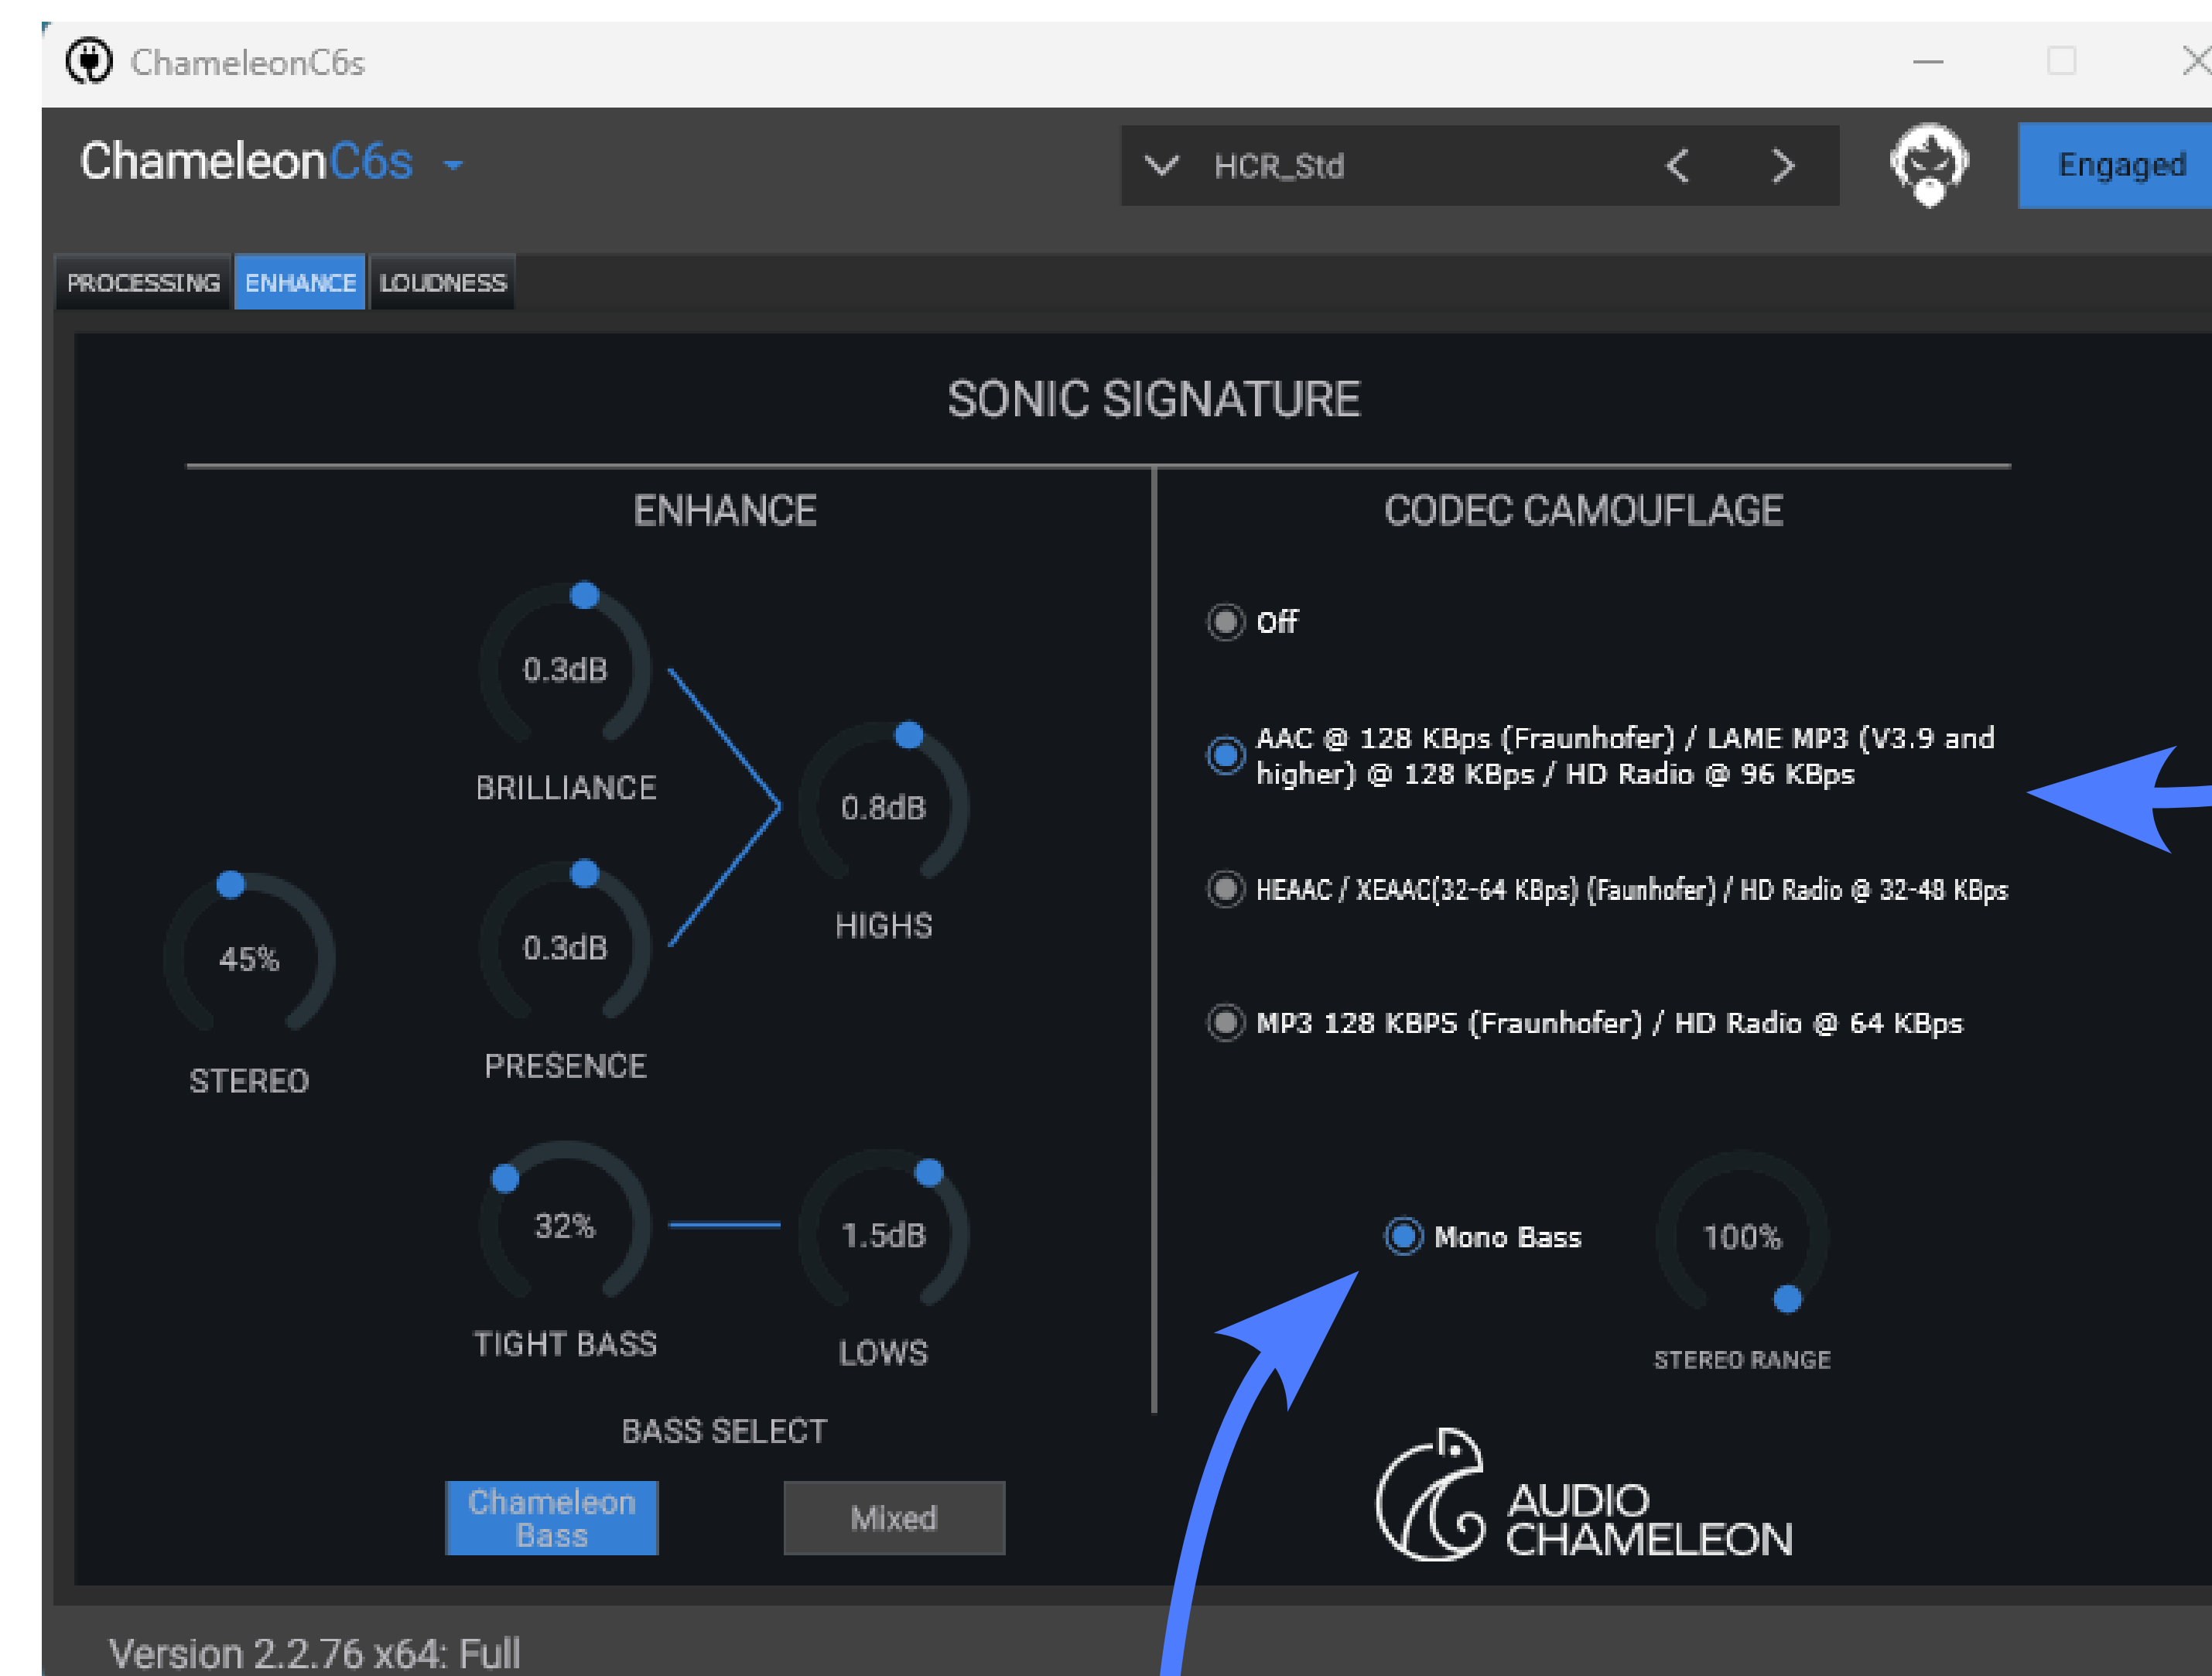 ChameleonC6s
ChameleonC6s
HCR_Std
Engaged
PROCESSING ENHANCE LOUDNESS
SONIC SIGNATURE
ENHANCE
0.3dB
BRILLIANCE
0.8dB
HIGHS
45%
STEREO
0.3dB
PRESENCE
32%
TIGHT BASS
1.5dB
LOWS
BASS SELECT
Chameleon
Bass
Mixed
CODEC CAMOUFLAGE
Off
AAC @ 128 KBps (Fraunhofer) / LAME MP3 (V3.9 and
higher) @ 128 KBps / HD Radio @ 96 KBps
HEAAC / XEAAC(32-64 KBps) (Faunhofer) / HD Radio @ 32-48 KBps
MP3 128 KBPS (Fraunhofer) / HD Radio @ 64 KBps
Mono Bass
100%
STEREO RANGE
AUDIO
CHAMELEON
Version 2.2.76 x64: Full